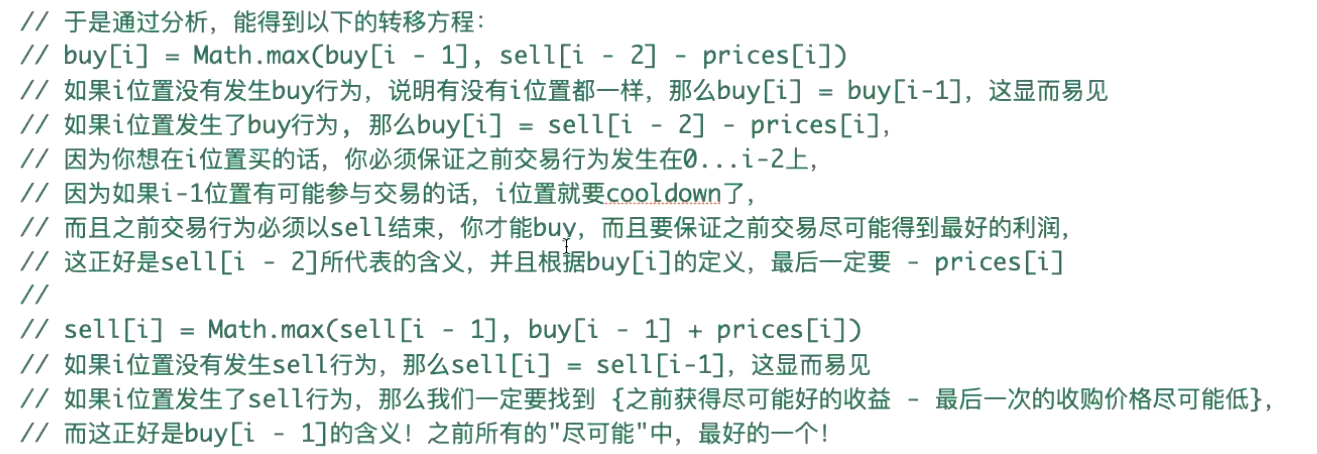 // 于是通过分析，能得到以下的转移方程：
// buy[i] = Math.max(buy[i - 1], sell[i - 2] - prices[i])
// 如果i位置没有发生buy行为，说明有没有i位置都一样，那么buy[i] = buy[i-1]，这显而易见
// 如果i位置发生了buy行为, 那么buy[i] = sell[i - 2] - prices[i]，
// 因为你想在i位置买的话，你必须保证之前交易行为发生在0...i-2上，
// 因为如果i-1位置有可能参与交易的话，i位置就要cooldown了，
// 而且之前交易行为必须以sell结束，你才能buy，而且要保证之前交易尽可能得到最好的利润，
// 这正好是sell[i - 2]所代表的含义，并且根据buy[i]的定义，最后一定要 - prices[i]
//
// sell[i] = Math.max(sell[i - 1], buy[i - 1] + prices[i])
// 如果i位置没有发生sell行为，那么sell[i] = sell[i-1]，这显而易见
// 如果i位置发生了sell行为，那么我们一定要找到 {之前获得尽可能好的收益 - 最后一次的收购价格尽可能低}，
// 而这正好是buy[i - 1]的含义！之前所有的"尽可能"中，最好的一个！